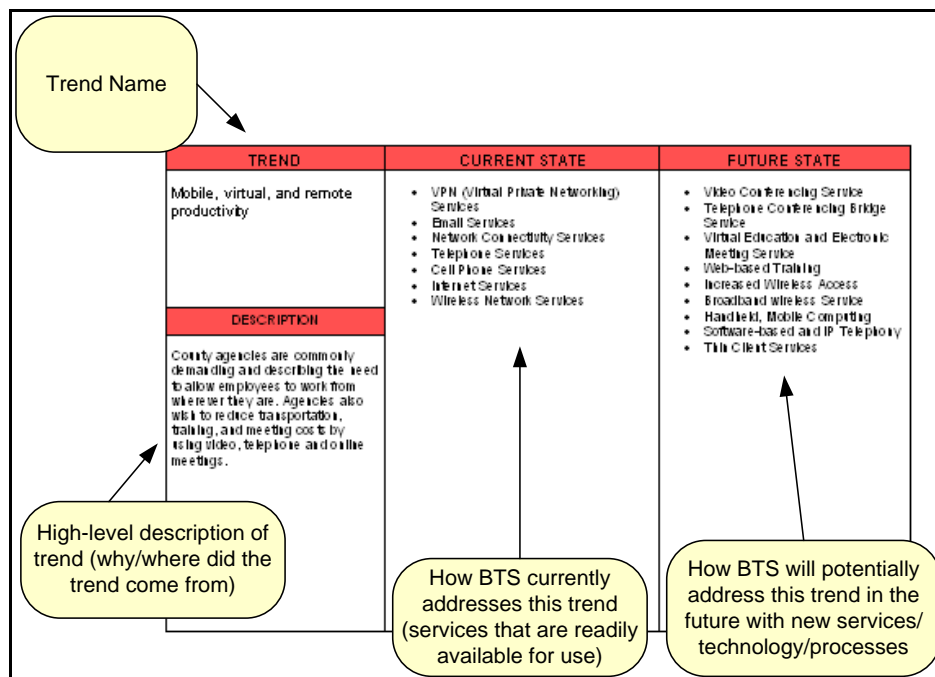 Trend Name
TREND
Mobile, virtual, and remote
productivity
DESCRIPTION
County agencies are commonly
demanding and describing the need
to allow employees to work from
wherever they are. Agencies also
wish to reduce transportation,
training, and meeting costs by
using video, telephone and online
meetings.
CURRENT STATE
• VPN (Virtual Private Networking)
Services
• Email Services
• Network Connectivity Services
• Telephone Services
• Cell Phone Services
• Internet Services
• Wireless Network Services
FUTURE STATE
• Video Conferencing Service
• Telephone Conferencing Bridge
Service
• Virtual Education and Electronic
Meeting Service
• Web-based Training
• Increased Wireless Access
• Broadband wireless Service
• Handheld, Mobile Computing
• Software-based and IP Telephony
• Thin Client Services
High-level description of
trend (why/where did the
trend come from)
How BTS currently
addresses this trend
(services that are readily
available for use)
How BTS will potentially
address this trend in the
future with new services/
technology/processes